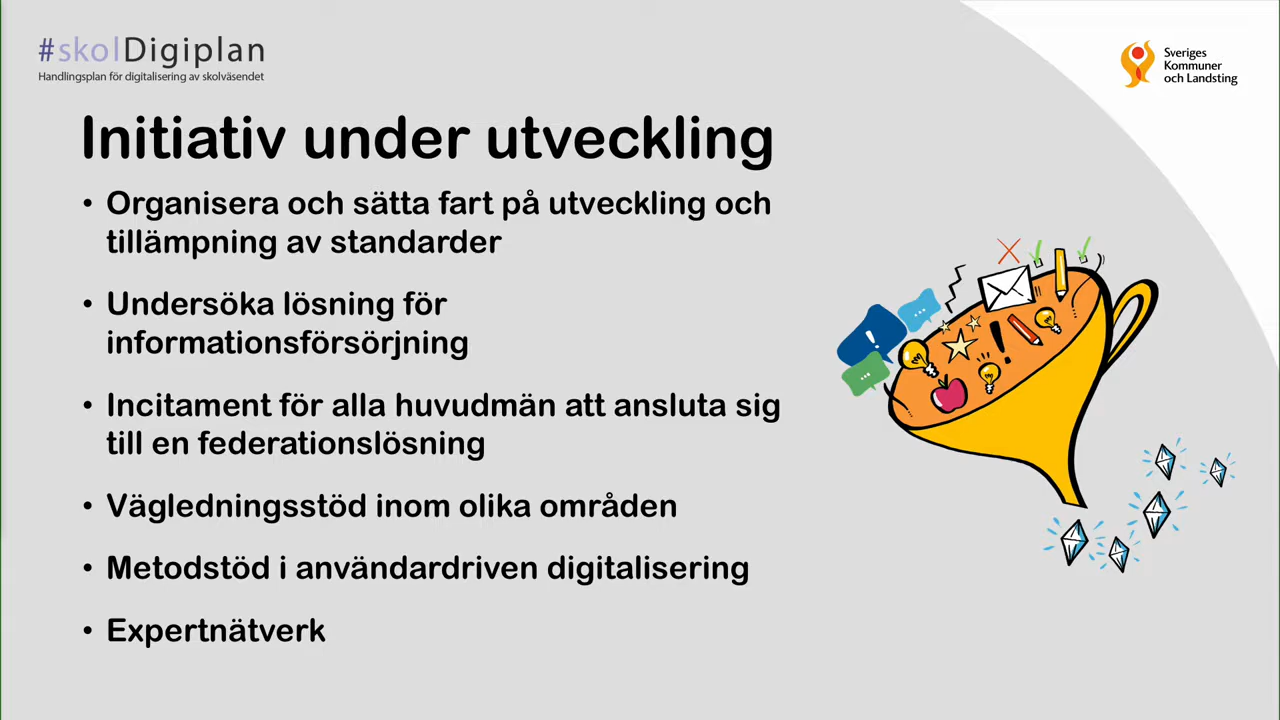 #skolDigiplan
Handlingsplan för digitalisering av skolväsendet
Sveriges
Kommuner
och Landsting
Initiativ under utveckling
• Organisera och sätta fart på utveckling och
tillämpning av standarder
• Undersöka lösning för
informationsförsörjning
• Incitament för alla huvudmän att ansluta sig
till en federationslösning
• Vägledningsstöd inom olika områden
• Metodstöd i användardriven digitalisering
• Expertnätverk